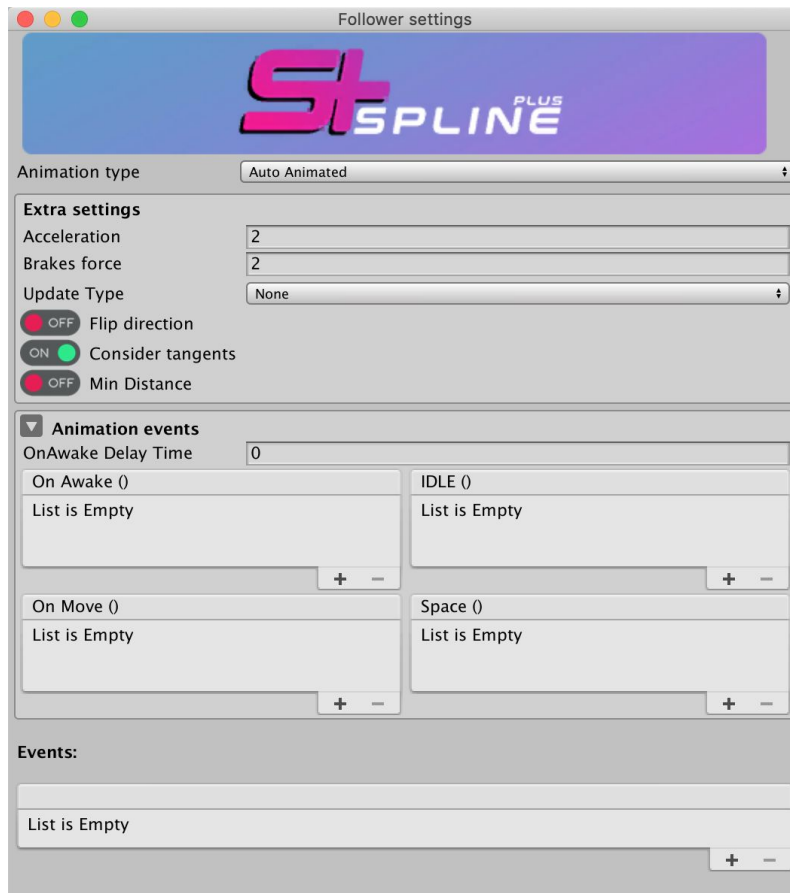 Follower settings
S+ SPLINE PLUS
Animation type Auto Animated
Extra settings
Acceleration 2
Brakes force 2
Update Type None
OFF Flip direction
ON Consider tangents
OFF Min Distance
Animation events
OnAwake Delay Time 0
On Awake () IDLE ()
List is Empty List is Empty
+ − + −
On Move () Space ()
List is Empty List is Empty
+ − + −
Events:
List is Empty
+ −